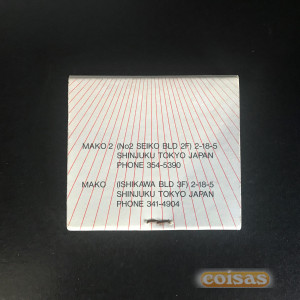 MAKO 2 (No2 SEIKO BLD 2F) 2-18-5
SHINJUKU TOKYO JAPAN
PHONE 354-5390
MAKO (ISHIKAWA BLD 3F) 2-18-5
SHINJUKU TOKYO JAPAN
PHONE 341-4904
coisas